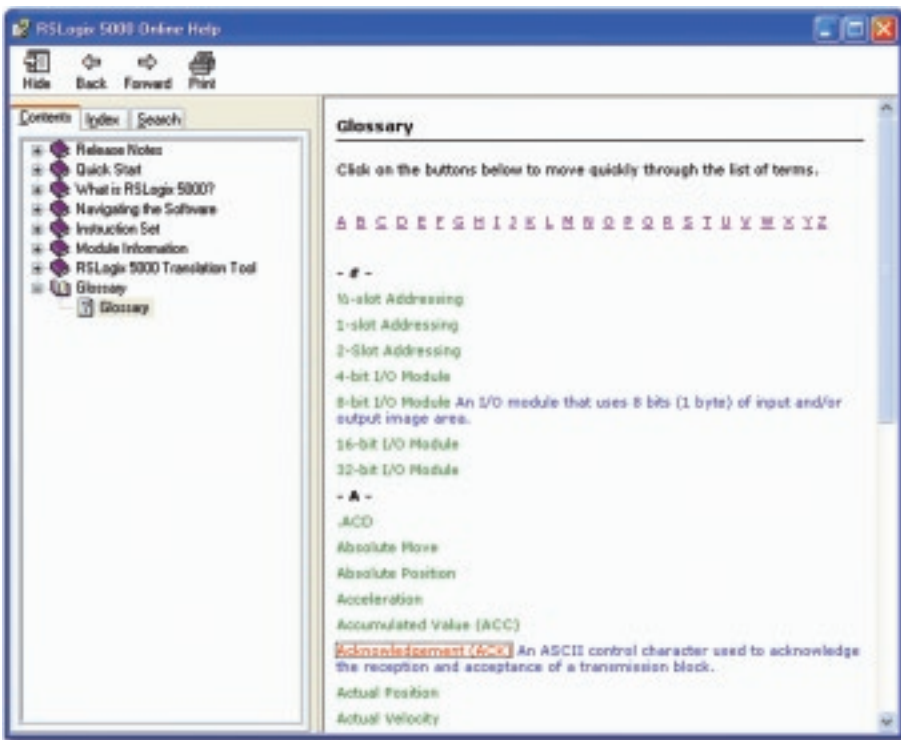 RSLogix 5000 Online Help
Hide Back Forward Print
Contents Index Search
Release Notes
Quick Start
What is RSLogix 5000?
Navigating the Software
Instruction Set
Module Information
RSLogix 5000 Translation Tool
Glossary
Glossary
Glossary
Click on the buttons below to move quickly through the list of terms.
A B C D E F G H I J K L M N O P Q R S T U V W X Y Z
- # -
½-slot Addressing
1-slot Addressing
2-Slot Addressing
4-bit I/O Module
8-bit I/O Module An I/O module that uses 8 bits (1 byte) of input and/or
output image area.
16-bit I/O Module
32-bit I/O Module
- A -
.ACD
Absolute Move
Absolute Position
Acceleration
Accumulated Value (ACC)
Acknowledgement (ACK) An ASCII control character used to acknowledge
the reception and acceptance of a transmission block.
Actual Position
Actual Velocity